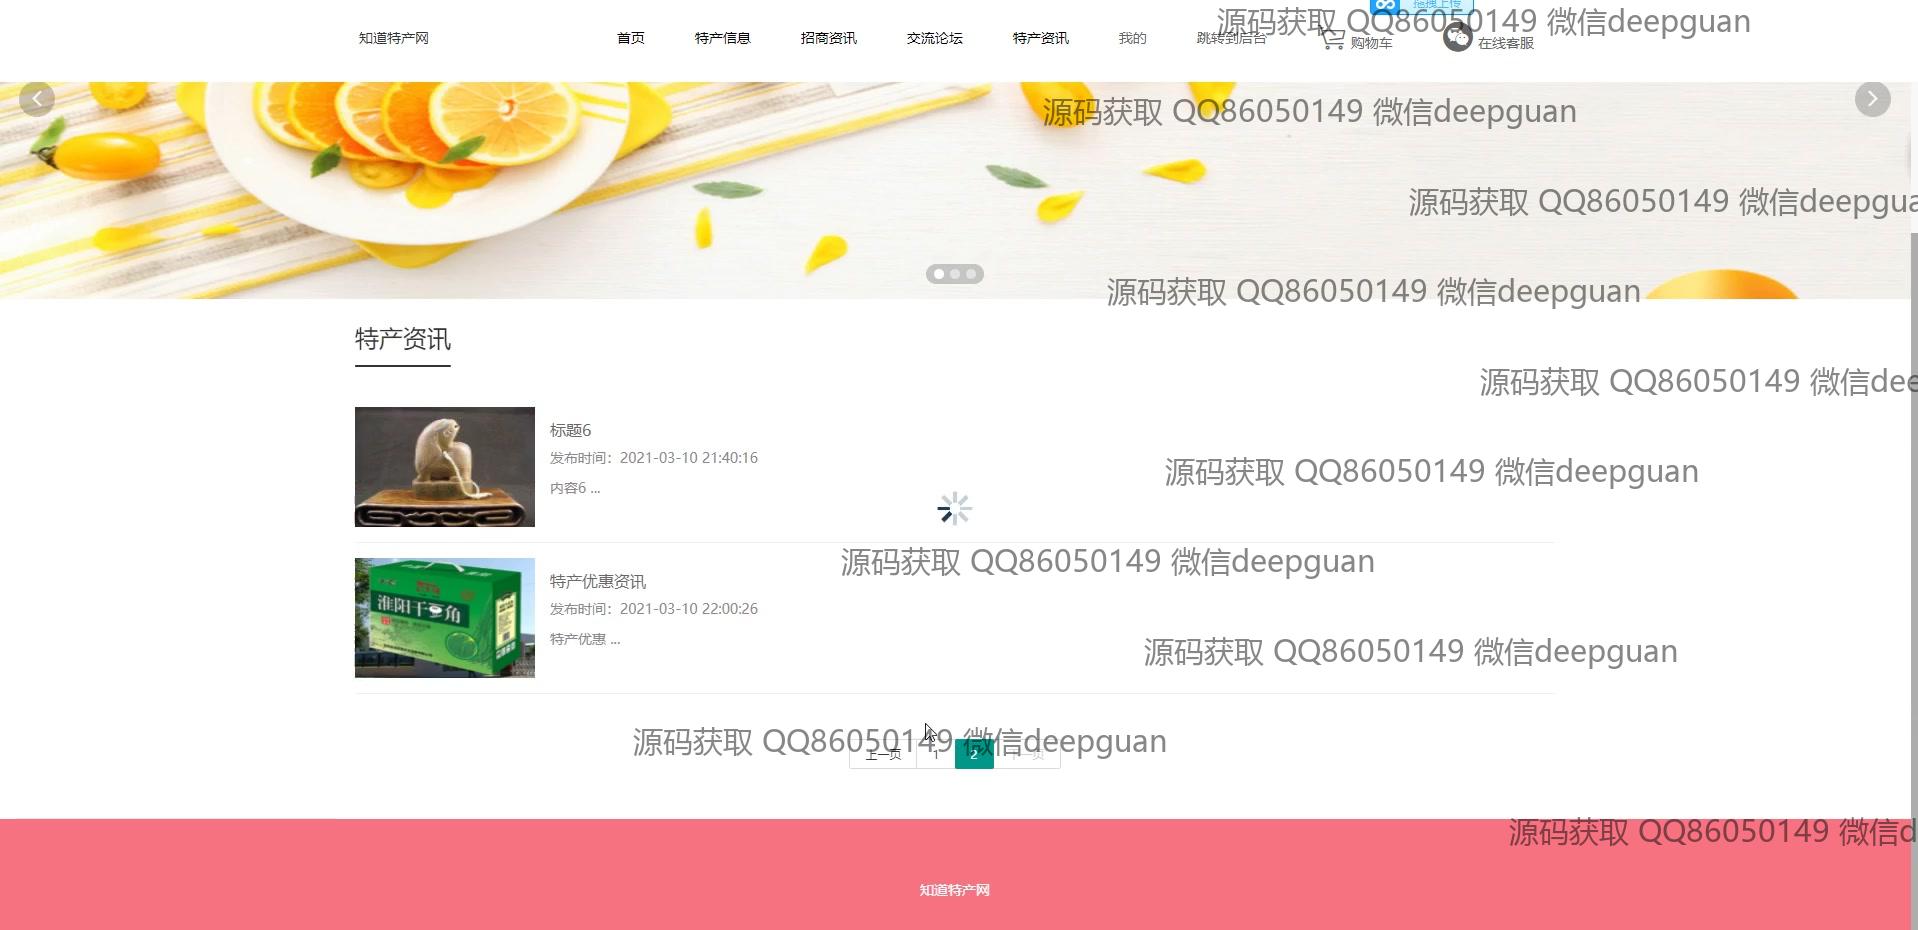 拖拽上传
源码获取 QQ86050149 微信deepguan
知道特产网 首页 特产信息 招商资讯 交流论坛 特产资讯 我的 跳转到后台 购物车 在线客服
源码获取 QQ86050149 微信deepguan
源码获取 QQ86050149 微信deepgua
源码获取 QQ86050149 微信deepguan
特产资讯
源码获取 QQ86050149 微信dee
标题6
发布时间：2021-03-10 21:40:16
源码获取 QQ86050149 微信deepguan
内容6 ...
源码获取 QQ86050149 微信deepguan
特产优惠资讯
淮阳干豆角
发布时间：2021-03-10 22:00:26
特产优惠 ...
源码获取 QQ86050149 微信deepguan
源码获取 QQ86050149 微信deepguan
上一页 1 2 下一页
源码获取 QQ86050149 微信d
知道特产网